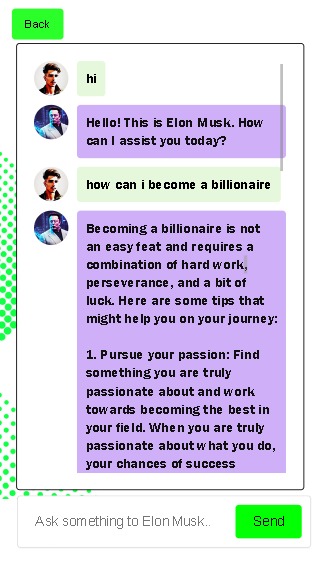 Back
hi
Hello! This is Elon Musk. How
can I assist you today?
how can i become a billionaire
Becoming a billionaire is not
an easy feat and requires a
combination of hard work,
perseverance, and a bit of
luck. Here are some tips that
might help you on your journey:
1. Pursue your passion: Find
something you are truly
passionate about and work
towards becoming the best in
your field. When you are truly
passionate about what you do,
your chances of success
Ask something to Elon Musk..
Send